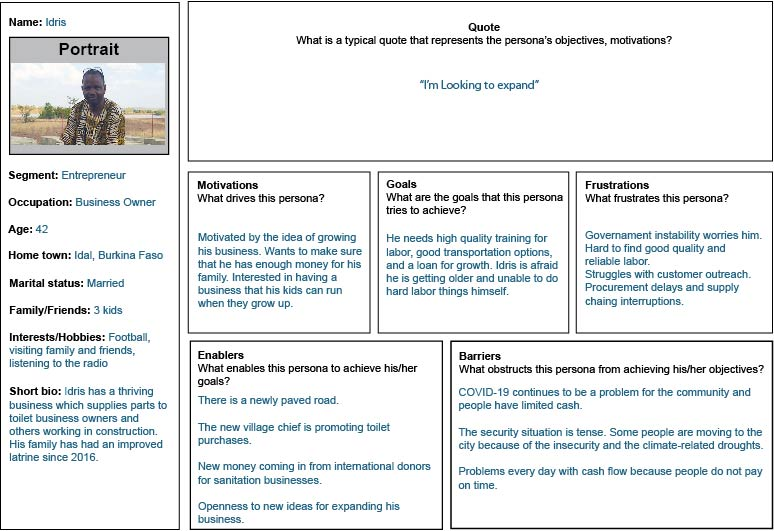 Name: Idris
Portrait
Segment: Entrepreneur
Occupation: Business Owner
Age: 42
Home town: Idal, Burkina Faso
Marital status: Married
Family/Friends: 3 kids
Interests/Hobbies: Football,
visiting family and friends,
listening to the radio
Short bio: Idris has a thriving
business which supplies parts to
toilet business owners and
others working in construction.
His family has had an improved
latrine since 2016.
Quote
What is a typical quote that represents the persona's objectives, motivations?
"I'm Looking to expand"
Motivations
What drives this persona?
Motivated by the idea of growing
his business. Wants to make sure
that he has enough money for his
family. Interested in having a
business that his kids can run
when they grow up.
Goals
What are the goals that this persona
tries to achieve?
He needs high quality training for
labor, good transportation options,
and a loan for growth. Idris is afraid
he is getting older and unable to do
hard labor things himself.
Frustrations
What frustrates this persona?
Governament instability worries him.
Hard to find good quality and
reliable labor.
Struggles with customer outreach.
Procurement delays and supply
chaing interruptions.
Enablers
What enables this persona to achieve his/her
goals?
There is a newly paved road.
The new village chief is promoting toilet
purchases.
New money coming in from international donors
for sanitation businesses.
Openness to new ideas for expanding his
business.
Barriers
What obstructs this persona from achieving his/her objectives?
COVID-19 continues to be a problem for the community and
people have limited cash.
The security situation is tense. Some people are moving to the
city because of the insecurity and the climate-related droughts.
Problems every day with cash flow because people do not pay
on time.